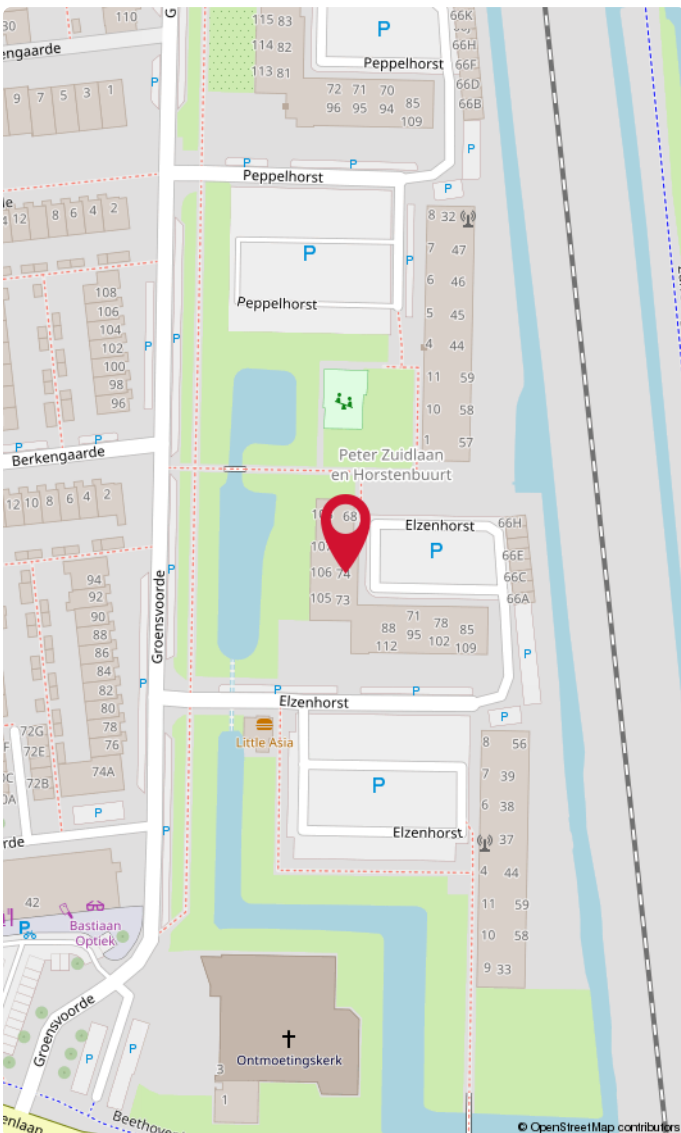 G
110
30
115 83
P
66K
engaarde
114 82
66H
Peppelhorst
66F
113 81
P
66D
9 7 5 3 1
72 71 70
85
66B
96 95 94
109
P
P
P
Peppelhorst
P
ie
4 12 8 6 4 2
8 32
7 47
P
P
6 46
108
Peppelhorst
106
5 45
104
P
P
102
4 44
100
98
11 59
96
10 58
P
P
1 57
Berkengaarde
Peter Zuidlaan
en Horstenbuurt
12 10 8 6 4 2
68
Elzenhorst
66H
107
P
66E
94
P
106 74
66C
92
105 73
66A
90
71 78
88
88 95 102 85
86
112 109
Groensvoorde
84
P
P
82
P
P
80
Elzenhorst
78
P
72G
76
8 56
F 72E
Little Asia
7 39
0C
74A
72B
P
0A
6 38
P
P
Elzenhorst
37
rde
4 44
42
11 59
P
Bastiaan
Optiek
10 58
9 33
Groensvoorde
P
P
Ontmoetingskerk
3
1
Beethove
enlaan
© OpenStreetMap contributors